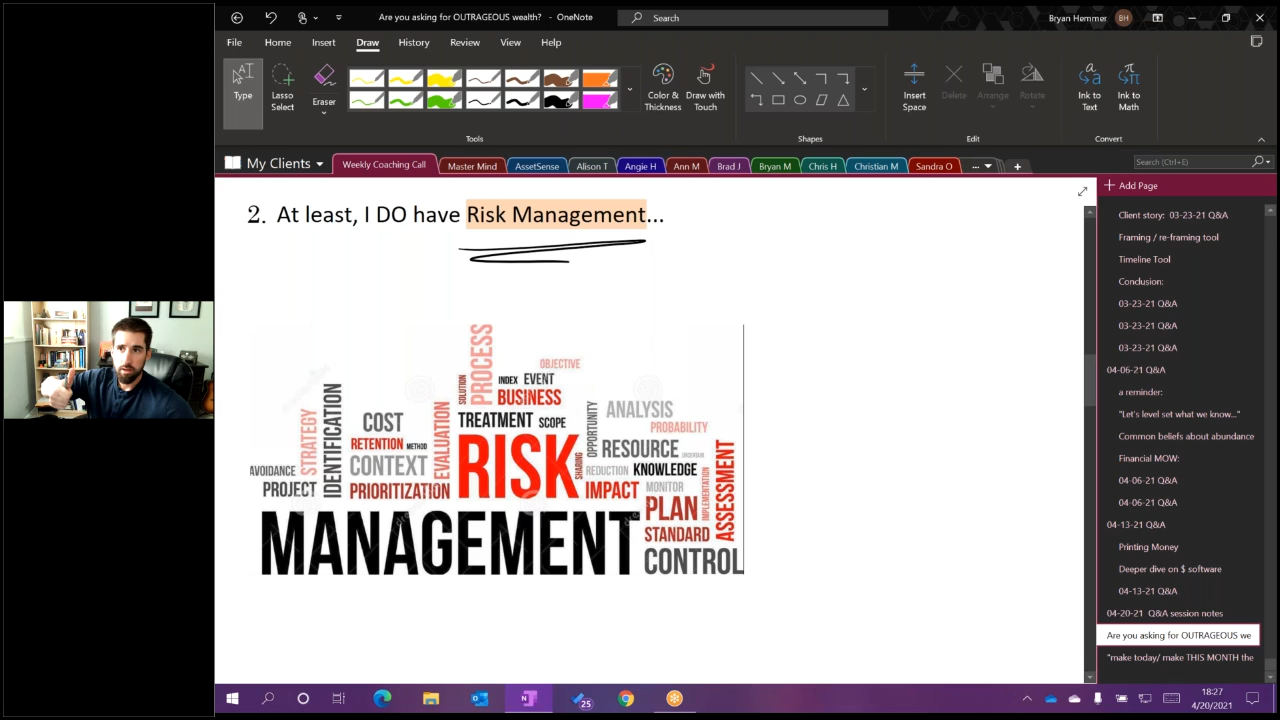 Are you asking for OUTRAGEOUS wealth? - OneNote
Search
Bryan Hemmer
BH
File Home Insert Draw History Review View Help
Type
Lasso Select
Eraser
Color & Thickness
Draw with Touch
Insert Space
Delete
Arrange
Rotate
Ink to Text
Ink to Math
Tools
Shapes
Edit
Convert
My Clients
Weekly Coaching Call
Master Mind
AssetSense
Alison T
Angie H
Ann M
Brad J
Bryan M
Chris H
Christian M
Sandra O
...
Search (Ctrl+E)
2. At least, I DO have Risk Management...
PROCESS
OBJECTIVE
SOLUTION
INDEX
EVENT
BUSINESS
STRATEGY
IDENTIFICATION
COST
EVALUATION
TREATMENT
SCOPE
OPPORTUNITY
ANALYSIS
PROBABILITY
RETENTION
METHOD
RISK
SHARING
RESOURCE
AVOIDANCE
CONTEXT
REDUCTION
KNOWLEDGE
IMPLEMENTATION
ASSESSMENT
PROJECT
PRIORITIZATION
IMPACT
MONITOR
PLAN
STANDARD
MANAGEMENT
CONTROL
Add Page
Client story: 03-23-21 Q&A
Framing / re-framing tool
Timeline Tool
Conclusion:
03-23-21 Q&A
03-23-21 Q&A
03-23-21 Q&A
04-06-21 Q&A
a reminder:
"Let's level set what we know..."
Common beliefs about abundance
Financial MOW:
04-06-21 Q&A
04-06-21 Q&A
04-13-21 Q&A
Printing Money
Deeper dive on $ software
04-13-21 Q&A
04-20-21 Q&A session notes
Are you asking for OUTRAGEOUS we
"make today/ make THIS MONTH the
25
18:27
4/20/2021